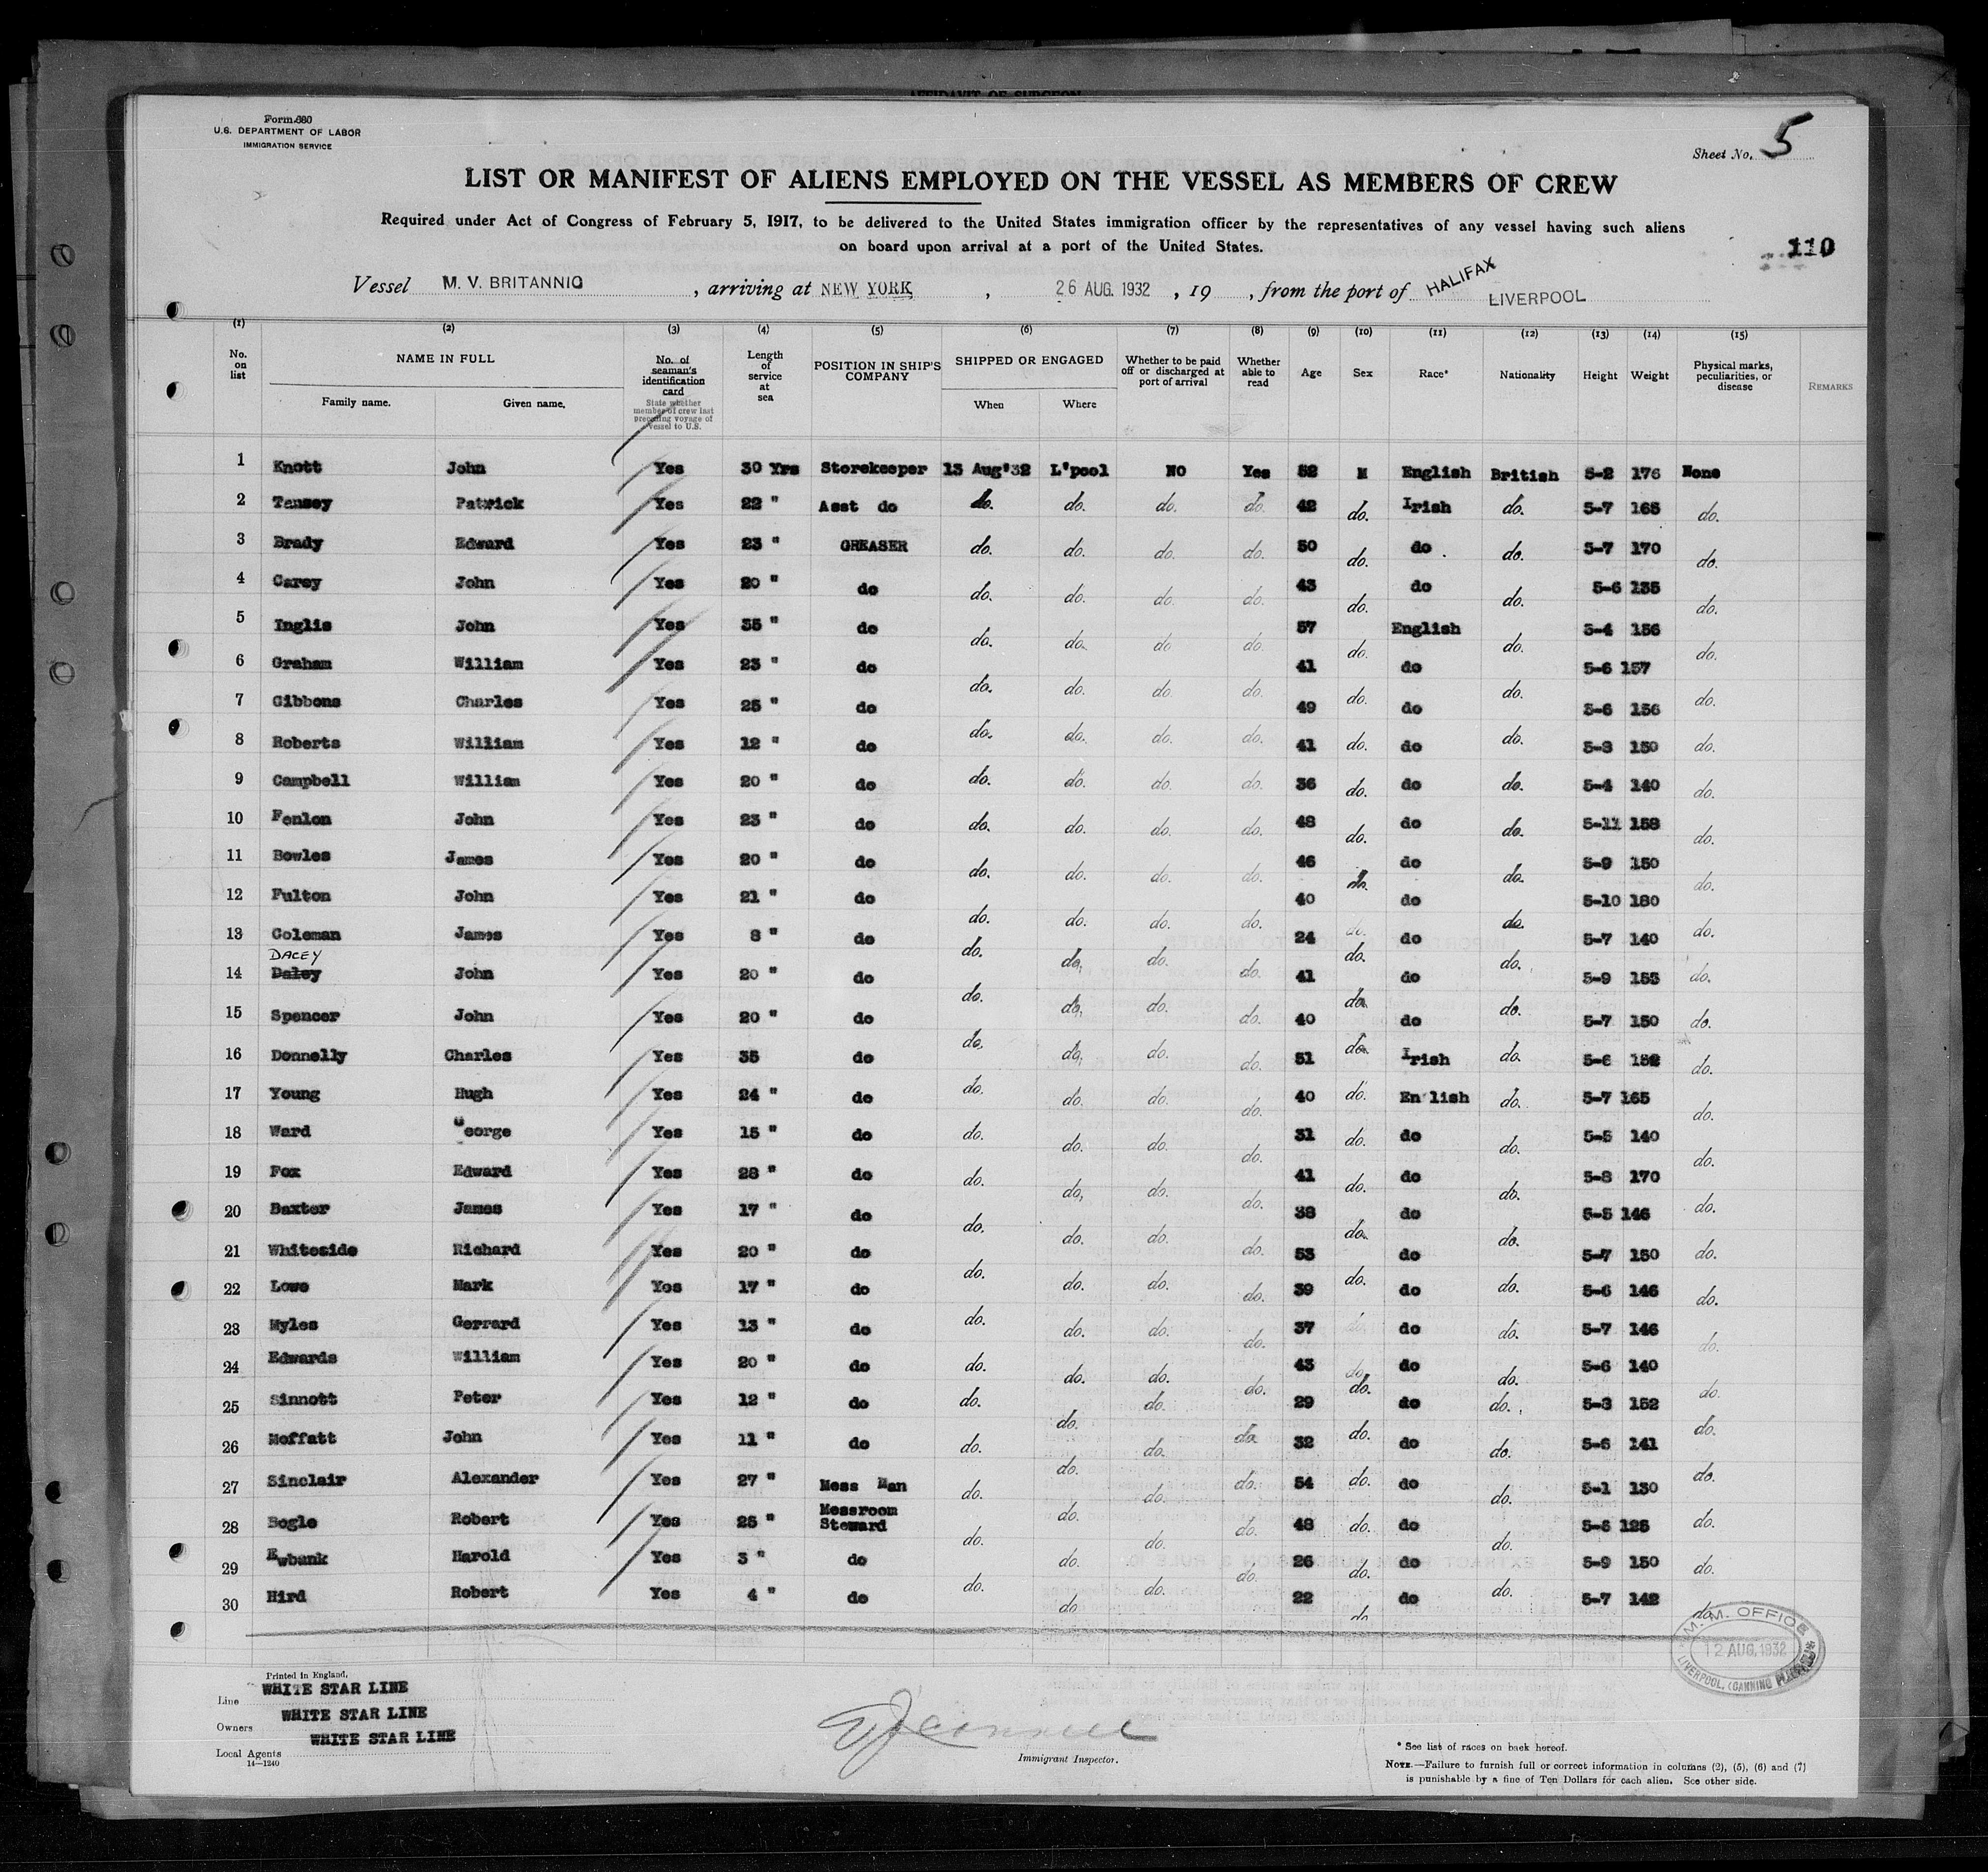 AFFIDAVIT OF SURGEON
Form 680
U.S. DEPARTMENT OF LABOR
IMMIGRATION SERVICE
Sheet No. 5
LIST OR MANIFEST OF ALIENS EMPLOYED ON THE VESSEL AS MEMBERS OF CREW
Required under Act of Congress of February 5, 1917, to be delivered to the United States immigration officer by the representatives of any vessel having such aliens
on board upon arrival at a port of the United States.
110
Vessel M. V. BRITANNIC, arriving at NEW YORK, 26 AUG. 1932, 19 , from the port of HALIFAX LIVERPOOL
(1) (2) (3) (4) (5) (6) (7) (8) (9) (10) (11) (12) (13) (14) (15)
No. on list NAME IN FULL Family name. Given name. No. of seaman's identification card State whether member of crew last preceding voyage of vessel to U.S. Length of service at sea POSITION IN SHIP'S COMPANY SHIPPED OR ENGAGED When Where Whether to be paid off or discharged at port of arrival Whether able to read Age Sex Race* Nationality Height Weight Physical marks, peculiarities, or disease REMARKS
1 Knott John Yes 30 Yrs Storekeeper 13 Aug'32 L'pool NO Yes 52 M English British 5-2 176 None
2 Tansey Patrick Yes 22 " Asst do do. do. do. do. 42 do. Irish do. 5-7 165 do.
3 Brady Edward Yes 23 " GREASER do. do. do. do. 50 do. do. do. 5-7 170 do.
4 Carey John Yes 20 " do do. do. do. do. 43 do. do do. 5-6 135 do.
5 Inglis John Yes 35 " do do. do. do do. 57 do. English do. 5-4 156 do.
6 Graham William Yes 23 " do do. do. do. do. 41 do. do do. 5-6 157 do.
7 Gibbons Charles Yes 25 " do do. do. do. do. 49 do. do do. 5-6 156 do.
8 Roberts William Yes 12 " do do. do. do. do. 41 do. do do. 5-8 150 do.
9 Campbell William Yes 20 " do do. do. do. do. 36 do. do do. 5-4 140 do.
10 Fenlon John Yes 23 " do do. do. do. do. 48 do. do do. 5-11 158 do.
11 Bowles James Yes 20 " do do. do. do. do. 46 do. do do. 5-9 150 do.
12 Fulton John Yes 21 " do do. do. do. do. 40 do. do do. 5-10 180 do.
13 Coleman James Yes 8 " do do. do. do. do. 24 do. do do. 5-7 140 do.
DACEY
14 Daley John Yes 20 " do do. do. do. do. 41 do. do do. 5-9 155 do.
15 Spencer John Yes 20 " do do. do. do. do. 40 do. do do. 5-7 150 do.
16 Donnelly Charles Yes 35 do do. do. do. do. 51 do. Irish do. 5-6 152 do.
17 Young Hugh Yes 24 " do do. do. do. do. 40 do. En lish do. 5-7 165 do.
18 Ward George Yes 15 " do do. do. do. do. 31 do. do do. 5-5 140 do.
19 Fox Edward Yes 28 " do do. do. do. do. 41 do. do do. 5-8 170 do.
20 Baxter James Yes 17 " do do. do. do. do. 38 do. do do. 5-5 146 do.
21 Whiteside Richard Yes 20 " do do. do. do. do. 53 do. do do. 5-7 150 do.
22 Lowe Mark Yes 17 " do do. do. do. do. 39 do. do do. 5-6 146 do.
23 Myles Gerrard Yes 13 " do do. do. do. do. 37 do. do do. 5-7 146 do.
24 Edwards William Yes 20 " do do. do. do. do. 43 do. do do. 5-6 140 do.
25 Sinnott Peter Yes 12 " do do. do. do. do. 29 do. do do. 5-3 152 do.
26 Moffatt John Yes 11 " do do. do. do. do. 32 do. do do. 5-6 141 do.
27 Sinclair Alexander Yes 27 " Mess Man do. do. do. do. 54 do. do do. 5-1 130 do.
28 Bogle Robert Yes 25 " Messroom Steward do. do. do. do. 48 do. do do. 5-6 125 do.
29 Ewbank Harold Yes 3 " do do. do. do. do. 26 do. do do. 5-9 150 do.
30 Hird Robert Yes 4 " do do. do do. 22 do do do. 5-7 142 do.
M.M. OFFICE
12 AUG. 1932
LIVERPOOL, (CANNING
Printed in England.
Line WHITE STAR LINE
Owners WHITE STAR LINE
Local Agents WHITE STAR LINE
14—1240
Immigrant Inspector.
* See list of races on back hereof.
NOTE.—Failure to furnish full or correct information in columns (2), (5), (6) and (7)
is punishable by a fine of Ten Dollars for each alien. See other side.